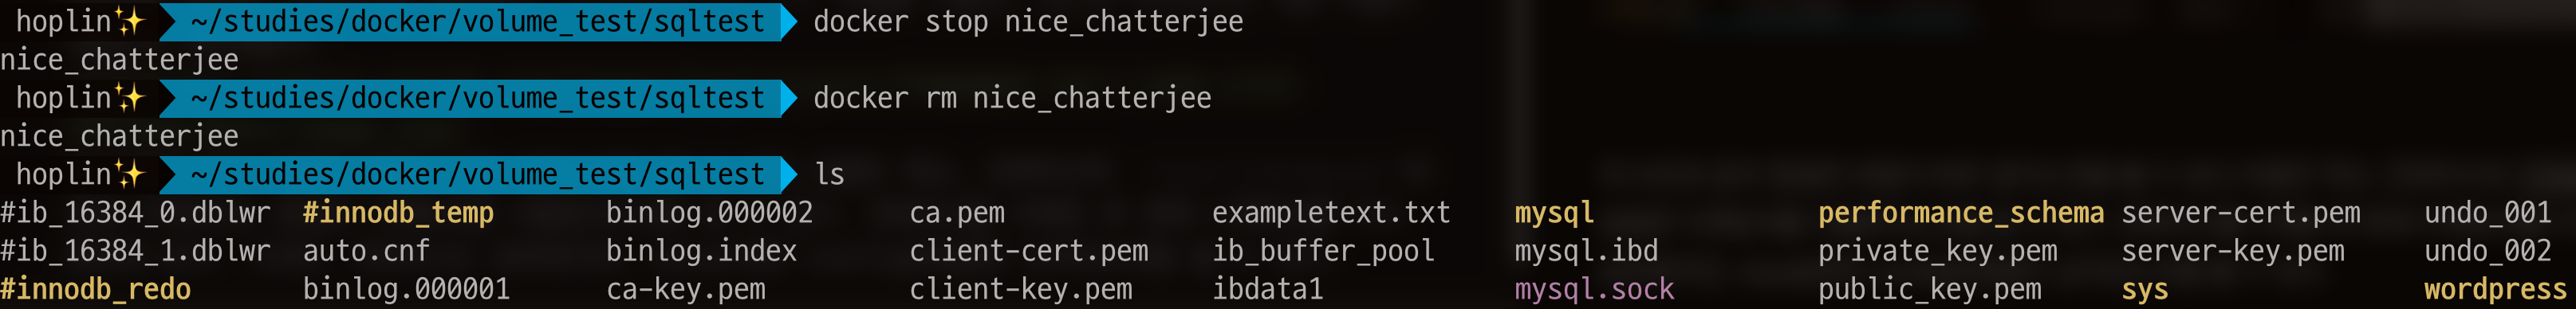 hoplin✨ ~/studies/docker/volume_test/sqltest docker stop nice_chatterjee
nice_chatterjee
hoplin✨ ~/studies/docker/volume_test/sqltest docker rm nice_chatterjee
nice_chatterjee
hoplin✨ ~/studies/docker/volume_test/sqltest ls
#ib_16384_0.dblwr #innodb_temp binlog.000002 ca.pem exampletext.txt mysql performance_schema server-cert.pem undo_001
#ib_16384_1.dblwr auto.cnf binlog.index client-cert.pem ib_buffer_pool mysql.ibd private_key.pem server-key.pem undo_002
#innodb_redo binlog.000001 ca-key.pem client-key.pem ibdata1 mysql.sock public_key.pem sys wordpress